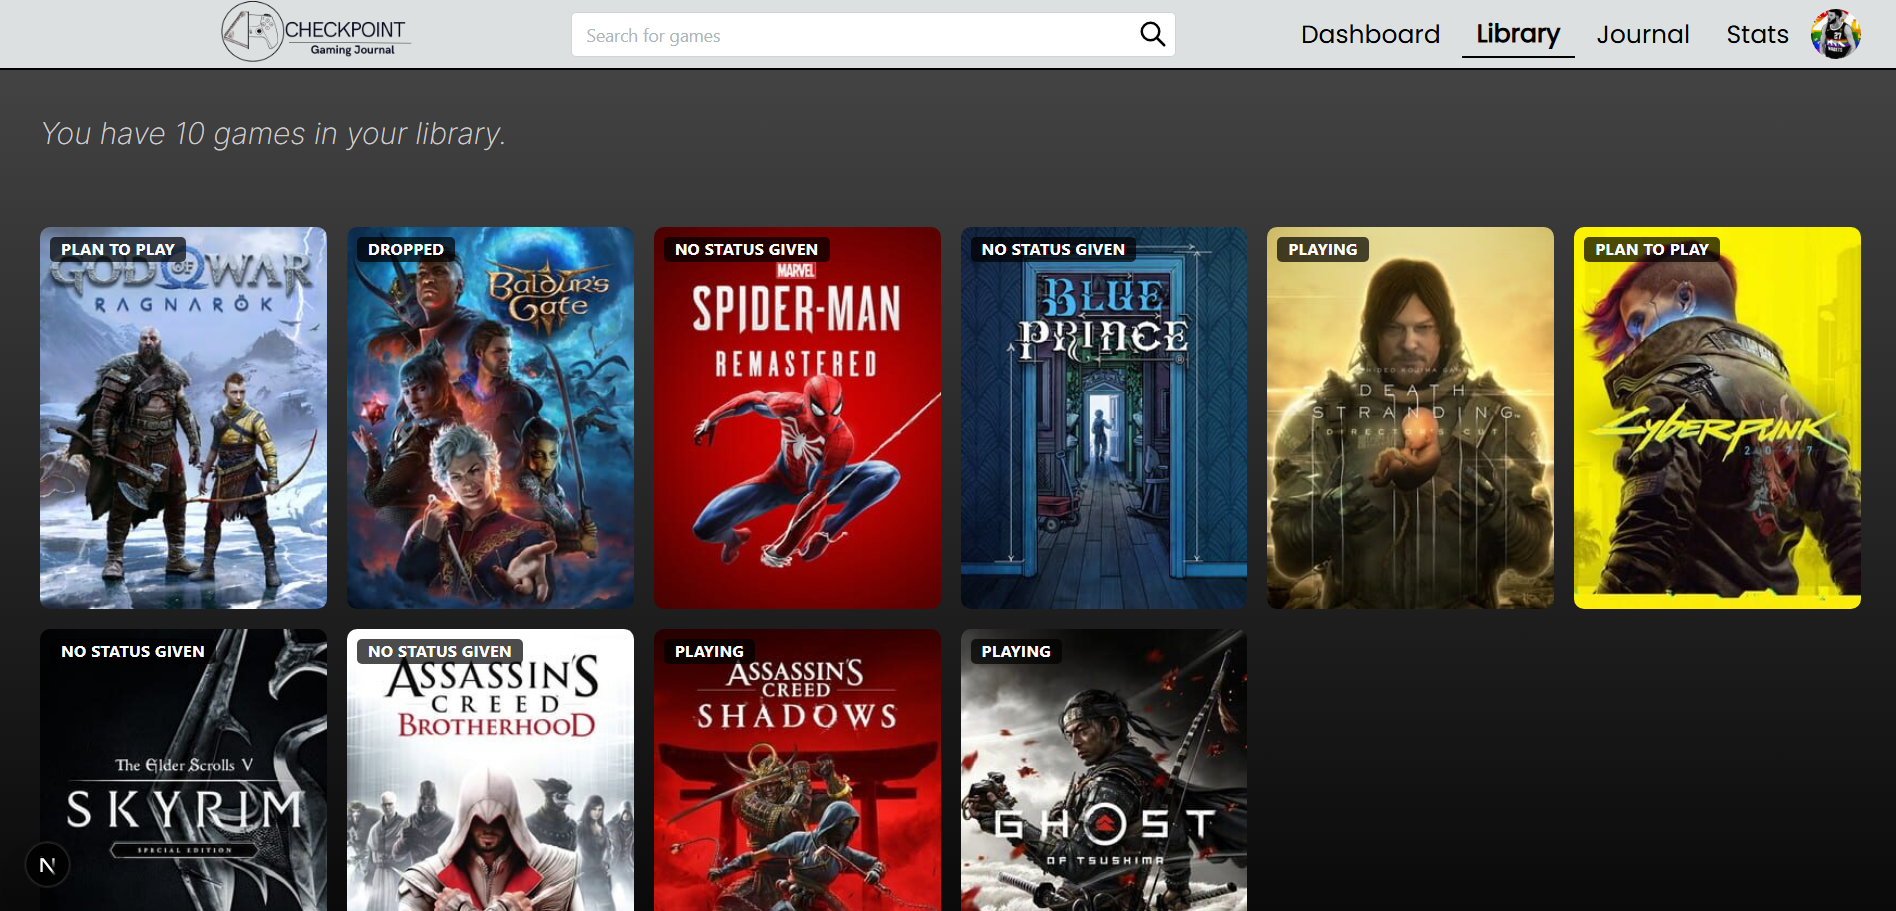 CHECKPOINT
Gaming Journal
Search for games
Dashboard
Library
Journal
Stats
You have 10 games in your library.
PLAN TO PLAY
GOD OF WAR
RAGNARÖK
DROPPED
Baldur's
Gate
NO STATUS GIVEN
MARVEL
SPIDER-MAN
REMASTERED
NO STATUS GIVEN
BLUE
PRINCE
PLAYING
A HIDEO KOJIMA GAME
DEATH
STRANDING
DIRECTOR'S CUT
PLAN TO PLAY
CYBERPUNK
2077
NO STATUS GIVEN
The Elder Scrolls V
SKYRIM
SPECIAL EDITION
NO STATUS GIVEN
ASSASSIN'S
CREED
BROTHERHOOD
PLAYING
ASSASSIN'S
CREED
SHADOWS
PLAYING
GHOST
OF TSUSHIMA
N